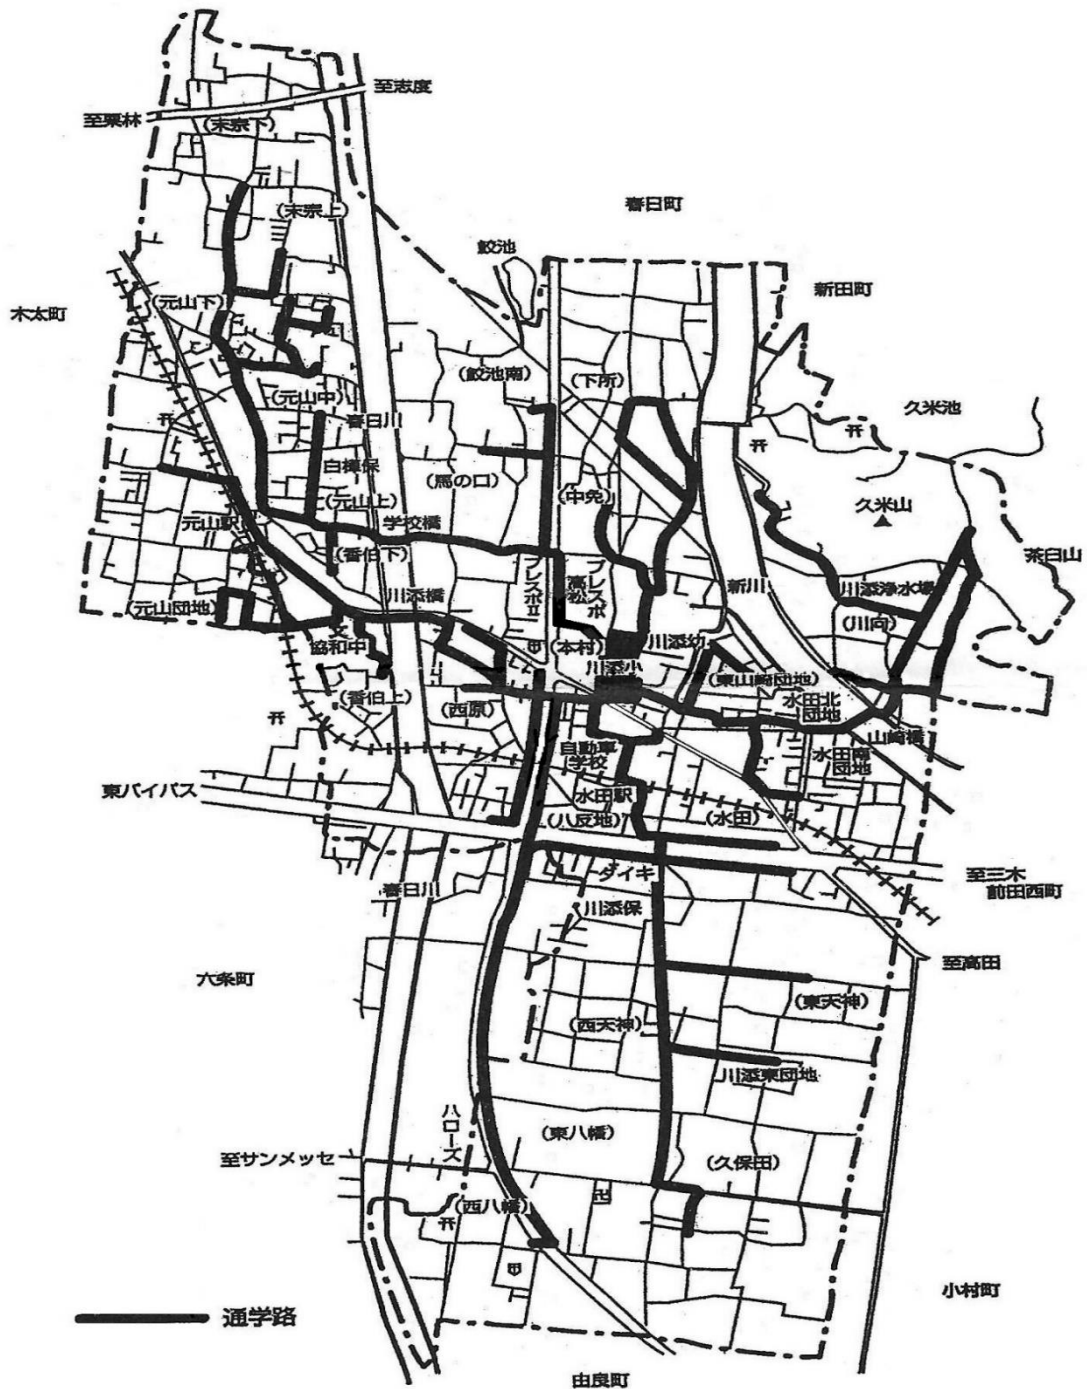 至志度
至栗林
(末宗下)
(末宗上)
春日町
鮫池
新田町
木太町
(元山下)
(鮫池南)
(下所)
(元山中)
久米池
春日川
白樺保
(馬の口)
(中免)
久米山
(元山上)
元山駅
学校橋
茶臼山
(香伯下)
プレスポⅡ
プレスポ
高松
新川
川添浄水場
(元山団地)
川添橋
(川向)
文
協和中
(本村)
川添幼
川添小
(東山崎団地)
(香伯上)
(西原)
水田北
団地
山崎橋
自動車
学校
水田南
団地
東バイパス
水田駅
(八反地)
(水田)
ダイキ
至三木
前田西町
春日川
川添保
至高田
六条町
(東天神)
(西天神)
川添東団地
ハローズ
(東八幡)
至サンメッセ
(久保田)
卍
(西八幡)
小村町
通学路
由良町